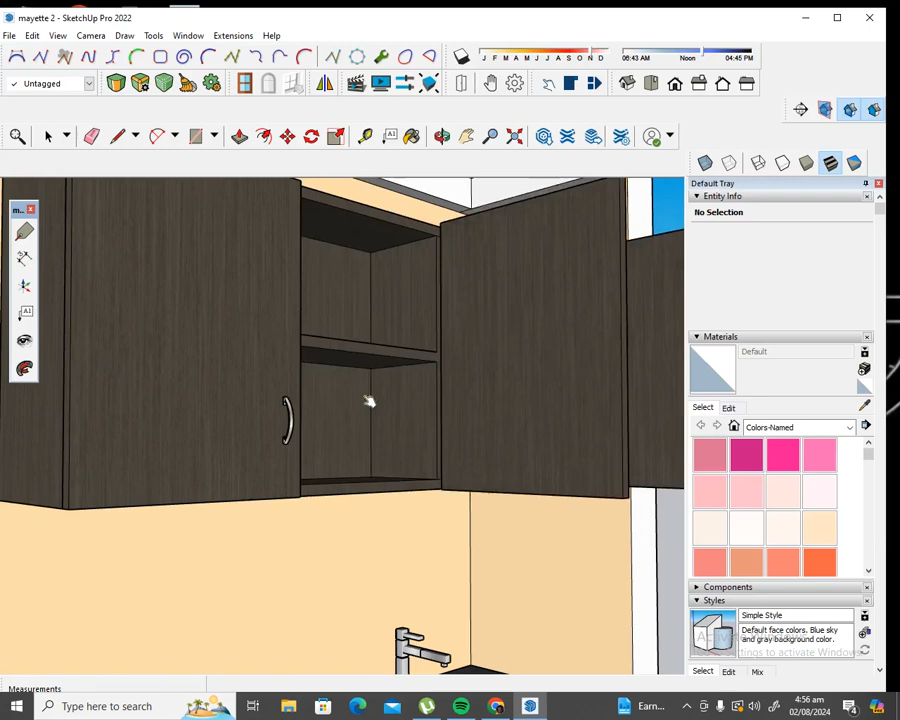 mayette 2 - SketchUp Pro 2022
File Edit View Camera Draw Tools Window Extensions Help
J F M A M J J A S O N D
06:43 AM Noon 04:45 PM
Untagged
Default Tray
m...
Entity Info
No Selection
A1
Materials
Default
Select Edit
Colors-Named
Components
Styles
Simple Style
Default face colors. Blue sky
and gray background color.
Select Edit Mix
Measurements
Type here to search
Earn...
4:56 am
02/08/2024
4